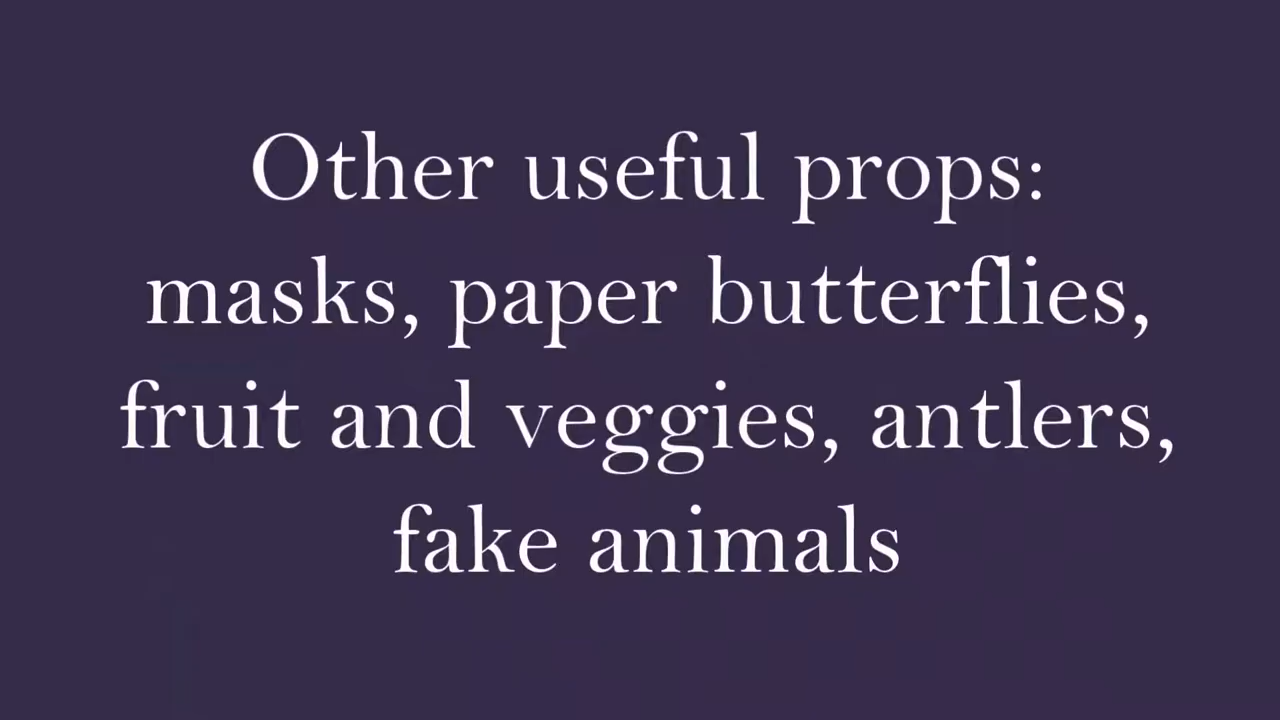 Other useful props:
masks, paper butterflies,
fruit and veggies, antlers,
fake animals